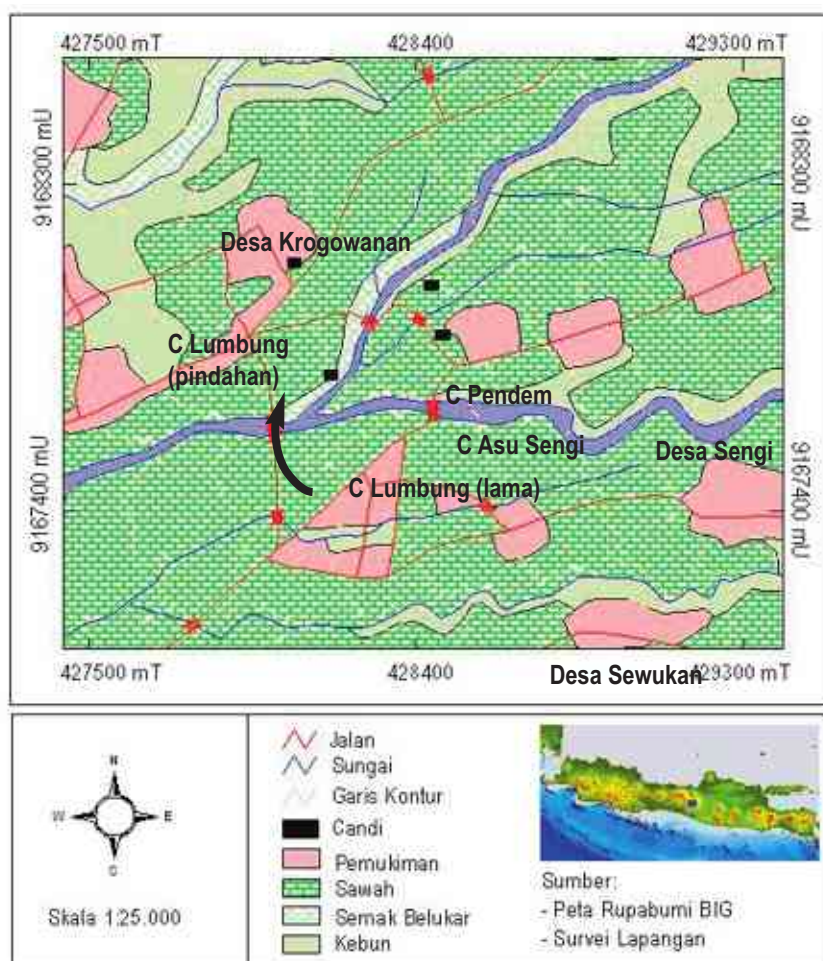 427500 mT 428400 429300 mT
9168300 mU
9168300 mU
Desa Krogowanan
C Lumbung
(pindahan)
C Pendem
C Asu Sengi
Desa Sengi
C Lumbung (lama)
9167400 mU
9167400 mU
427500 mT 428400 429300 mT
Desa Sewukan
N
W E
C
Skala 1:25.000
Jalan
Sungai
Garis Kontur
Candi
Pemukiman
Sawah
Semak Belukar
Kebun
Sumber:
- Peta Rupabumi BIG
- Survei Lapangan